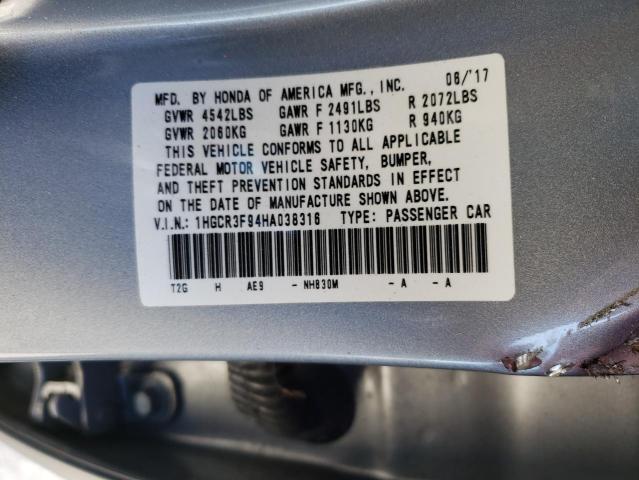 MFD. BY HONDA OF AMERICA MFG., INC. 06/'17
GVWR 4542LBS GAWR F 2491LBS R 2072LBS
GVWR 2060KG GAWR F 1130KG R 940KG
THIS VEHICLE CONFORMS TO ALL APPLICABLE
FEDERAL MOTOR VEHICLE SAFETY, BUMPER,
AND THEFT PREVENTION STANDARDS IN EFFECT
ON THE DATE OF MANUFACTURE SHOWN ABOVE.
V.I.N.: 1HGCR3F94HA038316 TYPE: PASSENGER CAR
T2G H AE9 - NH830M - A - A